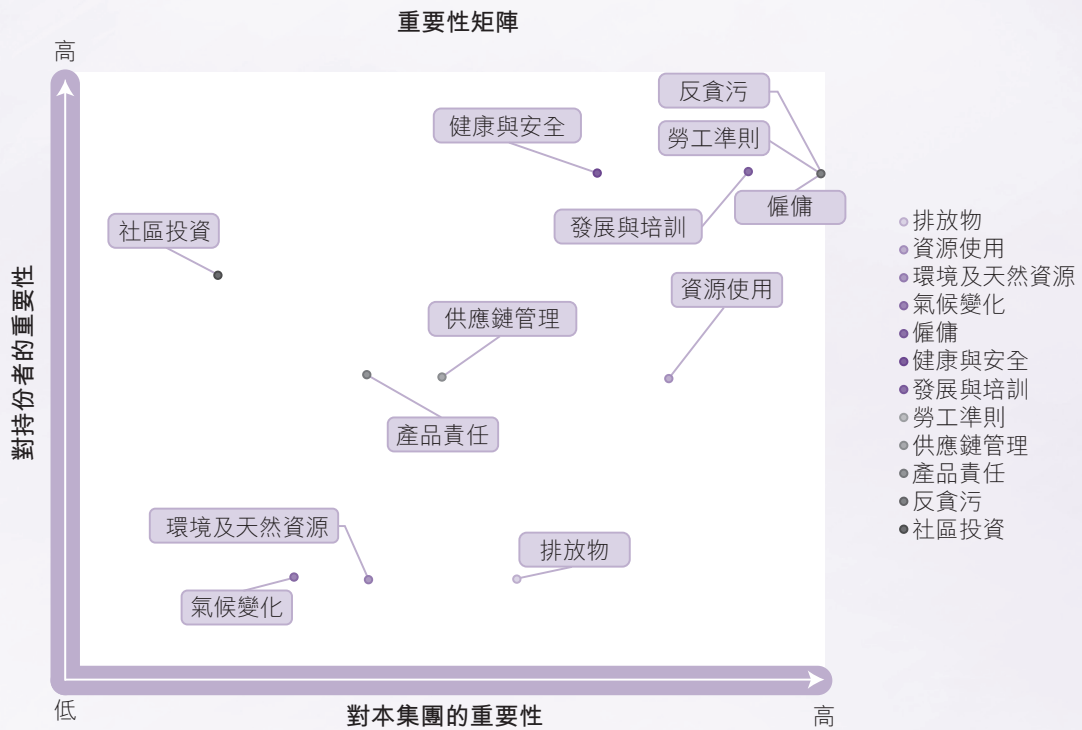 重要性矩陣
高
反貪污
健康與安全
勞工準則
僱傭
社區投資
發展與培訓
資源使用
供應鏈管理
產品責任
環境及天然資源
排放物
氣候變化
對持份者的重要性
低
對本集團的重要性
高
排放物
資源使用
環境及天然資源
氣候變化
僱傭
健康與安全
發展與培訓
勞工準則
供應鏈管理
產品責任
反貪污
社區投資